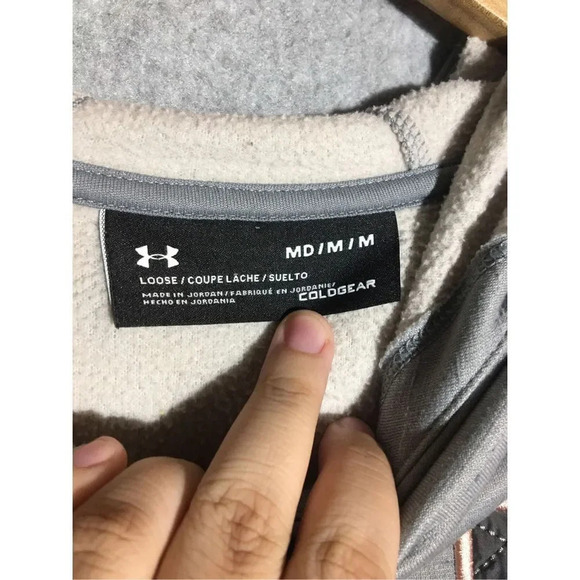 MD/M/M
LOOSE/COUPE LÂCHE/SUELTO
MADE IN JORDAN/FABRIQUÉ EN JORDANIE/
HECHO EN JORDANIA
COLDGEAR